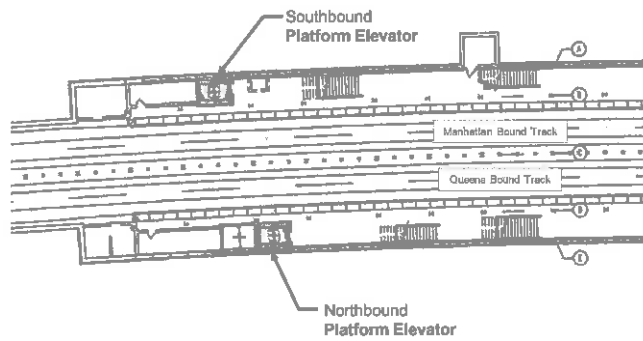 Southbound
Platform Elevator
A
B
Manhattan Bound Track
C
Queens Bound Track
D
E
Northbound
Platform Elevator